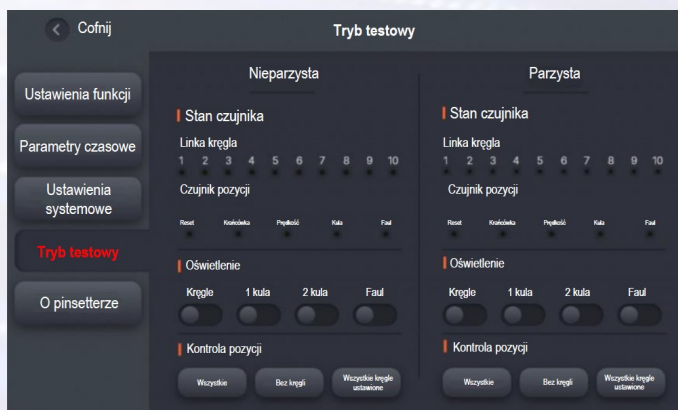 Cofnij
Tryb testowy
Ustawienia funkcji
Parametry czasowe
Ustawienia
systemowe
Tryb testowy
O pinsetterze
Nieparzysta
Stan czujnika
Linka kręgla
1 2 3 4 5 6 7 8 9 10
Czujnik pozycji
Reset Krańcówka Prędkość Kula Faul
Oświetlenie
Kręgle 1 kula 2 kula Faul
Kontrola pozycji
Wszystkie Bez kręgli Wszystkie kręgle
ustawione
Parzysta
Stan czujnika
Linka kręgla
1 2 3 4 5 6 7 8 9 10
Czujnik pozycji
Reset Krańcówka Prędkość Kula Faul
Oświetlenie
Kręgle 1 kula 2 kula Faul
Kontrola pozycji
Wszystkie Bez kręgli Wszystkie kręgle
ustawione